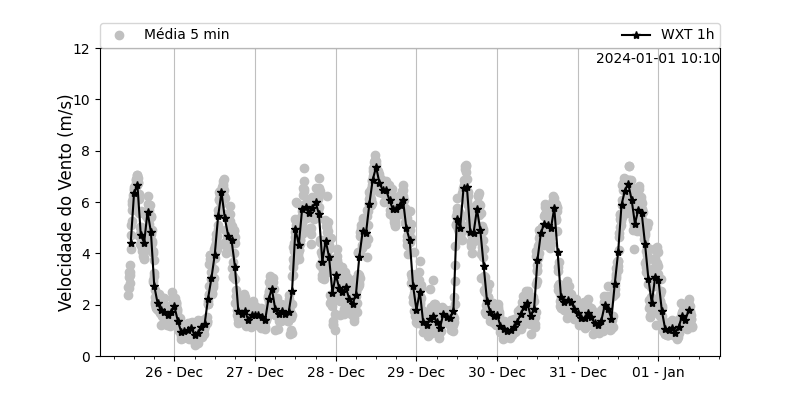 Média 5 min
WXT 1h
2024-01-01 10:10
Velocidade do Vento (m/s)
12
10
8
6
4
2
0
26 - Dec
27 - Dec
28 - Dec
29 - Dec
30 - Dec
31 - Dec
01 - Jan